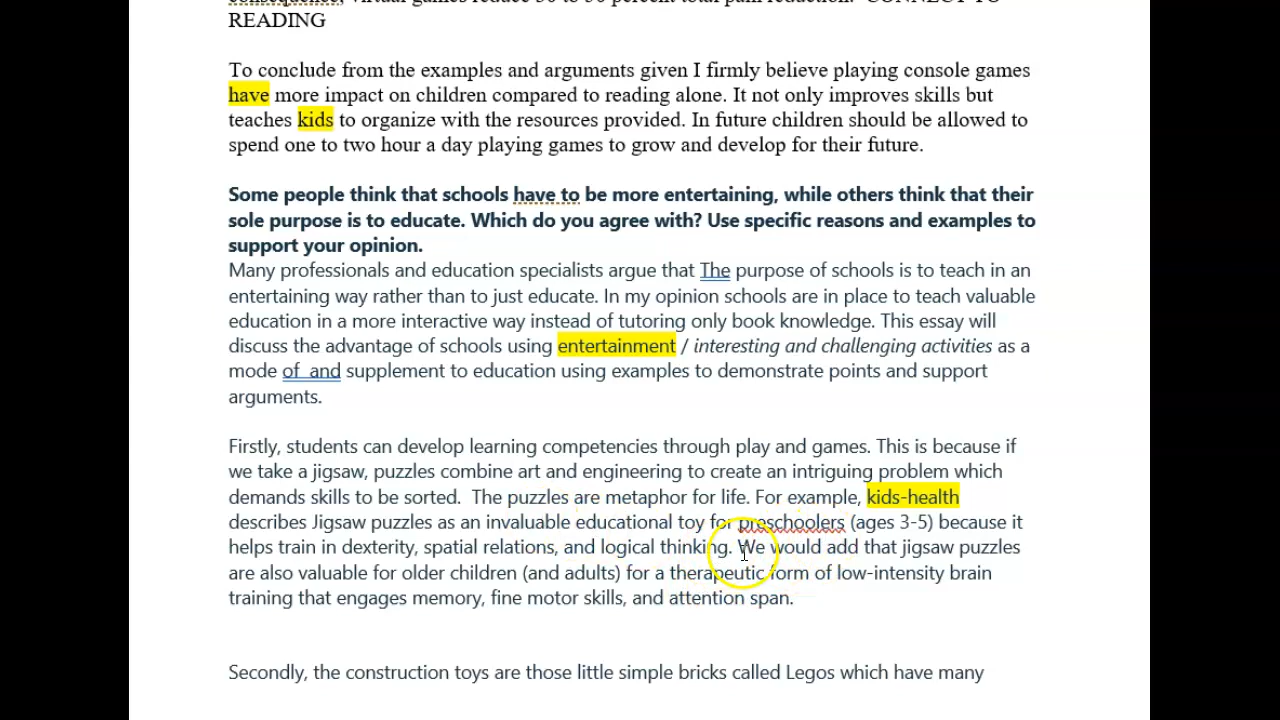 consequence, virtual games reduce 30 to 50 percent total pain reduction. CONNECT TO
READING
To conclude from the examples and arguments given I firmly believe playing console games
have more impact on children compared to reading alone. It not only improves skills but
teaches kids to organize with the resources provided. In future children should be allowed to
spend one to two hour a day playing games to grow and develop for their future.
Some people think that schools have to be more entertaining, while others think that their
sole purpose is to educate. Which do you agree with? Use specific reasons and examples to
support your opinion.
Many professionals and education specialists argue that The purpose of schools is to teach in an
entertaining way rather than to just educate. In my opinion schools are in place to teach valuable
education in a more interactive way instead of tutoring only book knowledge. This essay will
discuss the advantage of schools using entertainment / interesting and challenging activities as a
mode of  and supplement to education using examples to demonstrate points and support
arguments.
Firstly, students can develop learning competencies through play and games. This is because if
we take a jigsaw, puzzles combine art and engineering to create an intriguing problem which
demands skills to be sorted.  The puzzles are metaphor for life. For example, kids-health
describes Jigsaw puzzles as an invaluable educational toy for preschoolers (ages 3-5) because it
helps train in dexterity, spatial relations, and logical thinking. We would add that jigsaw puzzles
are also valuable for older children (and adults) for a therapeutic form of low-intensity brain
training that engages memory, fine motor skills, and attention span.
Secondly, the construction toys are those little simple bricks called Legos which have many